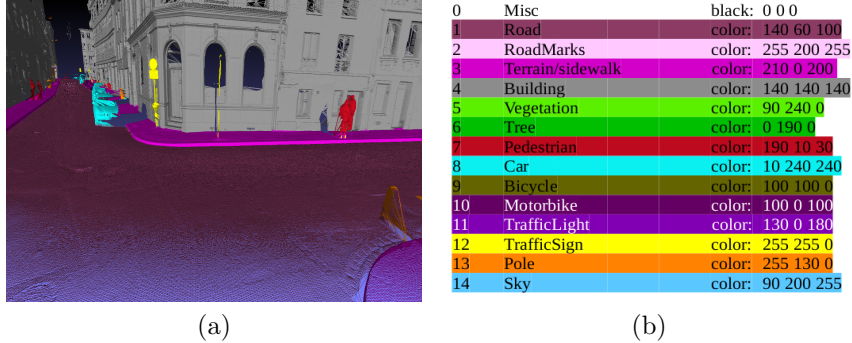 0 Misc black: 0 0 0
1 Road color: 140 60 100
2 RoadMarks color: 255 200 255
3 Terrain/sidewalk color: 210 0 200
4 Building color: 140 140 140
5 Vegetation color: 90 240 0
6 Tree color: 0 190 0
7 Pedestrian color: 190 10 30
8 Car color: 10 240 240
9 Bicycle color: 100 100 0
10 Motorbike color: 100 0 100
11 TrafficLight color: 130 0 180
12 TrafficSign color: 255 255 0
13 Pole color: 255 130 0
14 Sky color: 90 200 255
(a) (b)